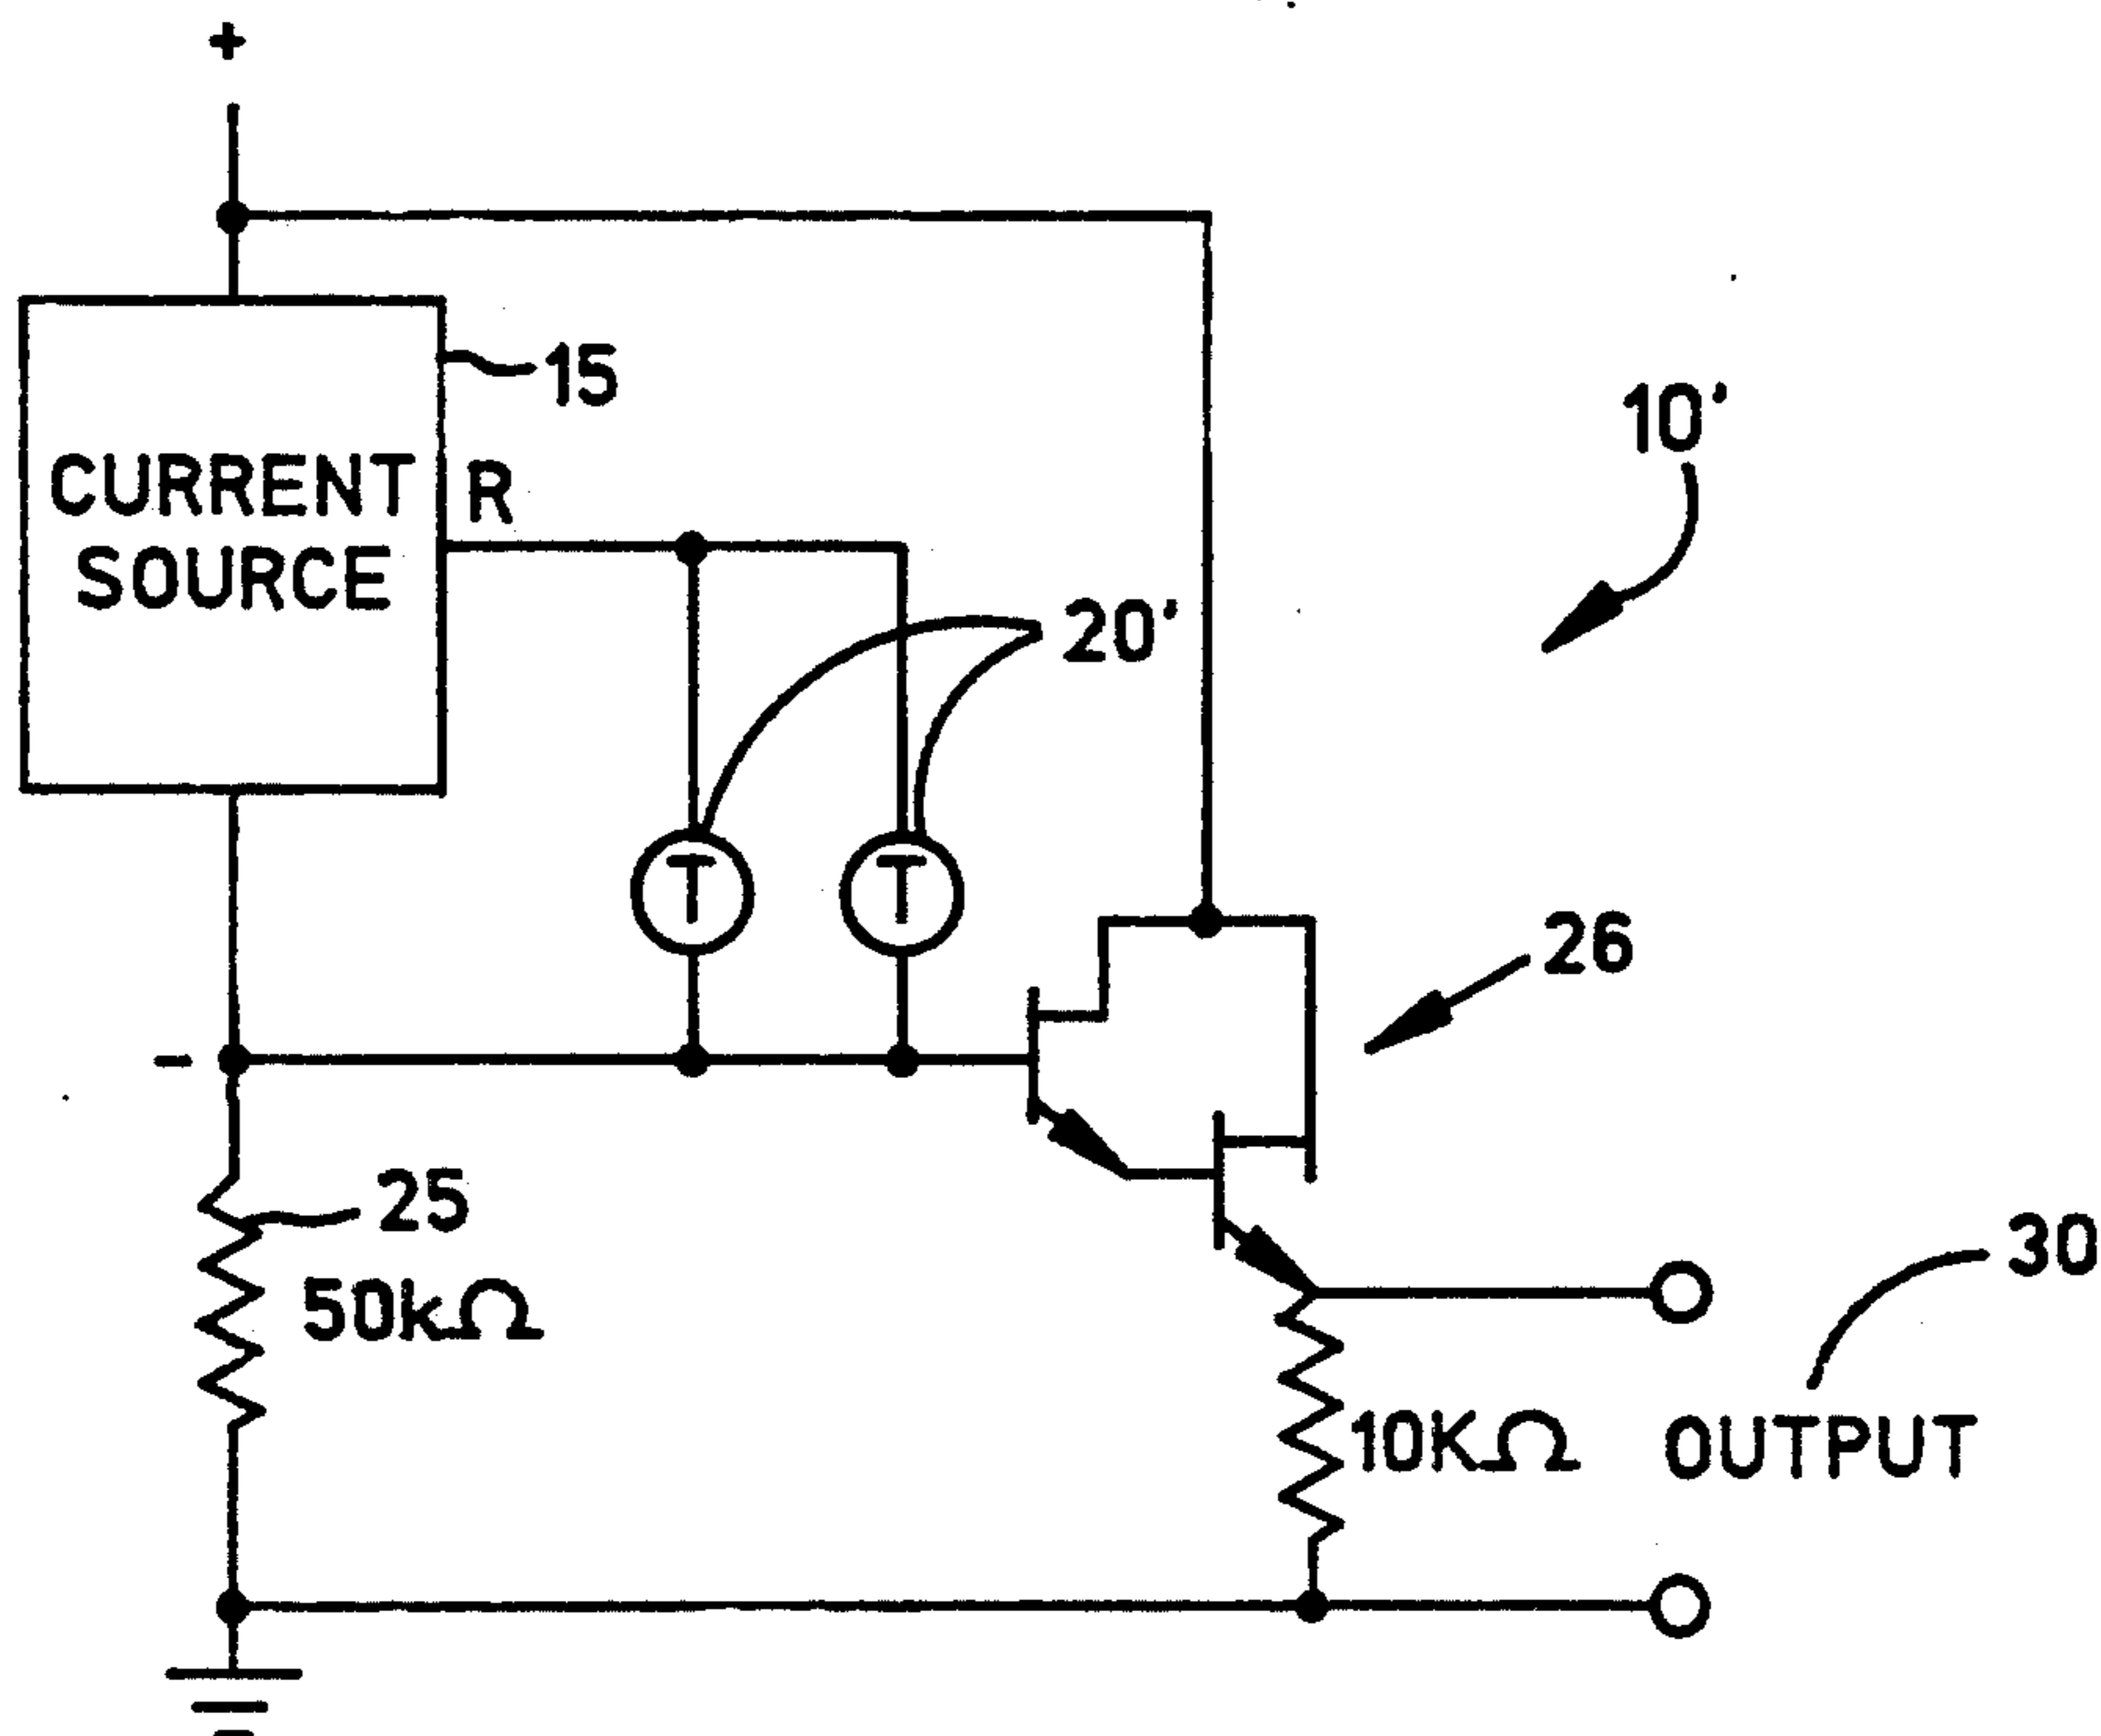 +
15
CURRENT
SOURCE
R
10'
20'
T
T
26
-
25
50kΩ
30
10KΩ
OUTPUT